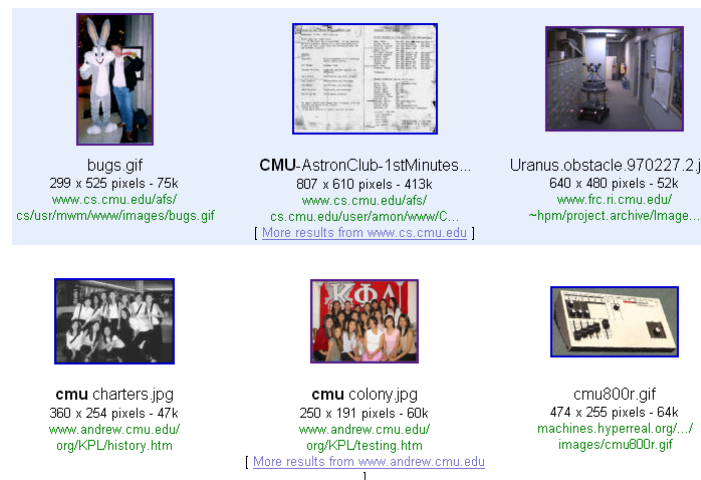 bugs.gif
299 x 525 pixels - 75k
www.cs.cmu.edu/afs/
cs/usr/mwm/www/images/bugs.gif
CMU-AstronClub-1stMinutes...
807 x 610 pixels - 413k
www.cs.cmu.edu/afs/
cs.cmu.edu/user/amon/www/C...
[ More results from www.cs.cmu.edu ]
Uranus.obstacle.970227.2.j
640 x 480 pixels - 52k
www.frc.ri.cmu.edu/
~hpm/project.archive/Image...
ΚΦΛ
cmu charters.jpg
360 x 254 pixels - 47k
www.andrew.cmu.edu/
org/KPL/history.htm
cmu colony.jpg
250 x 191 pixels - 60k
www.andrew.cmu.edu/
org/KPL/testing.htm
[ More results from www.andrew.cmu.edu
]
cmu800r.gif
474 x 255 pixels - 64k
machines.hyperreal.org/.../
images/cmu800r.gif